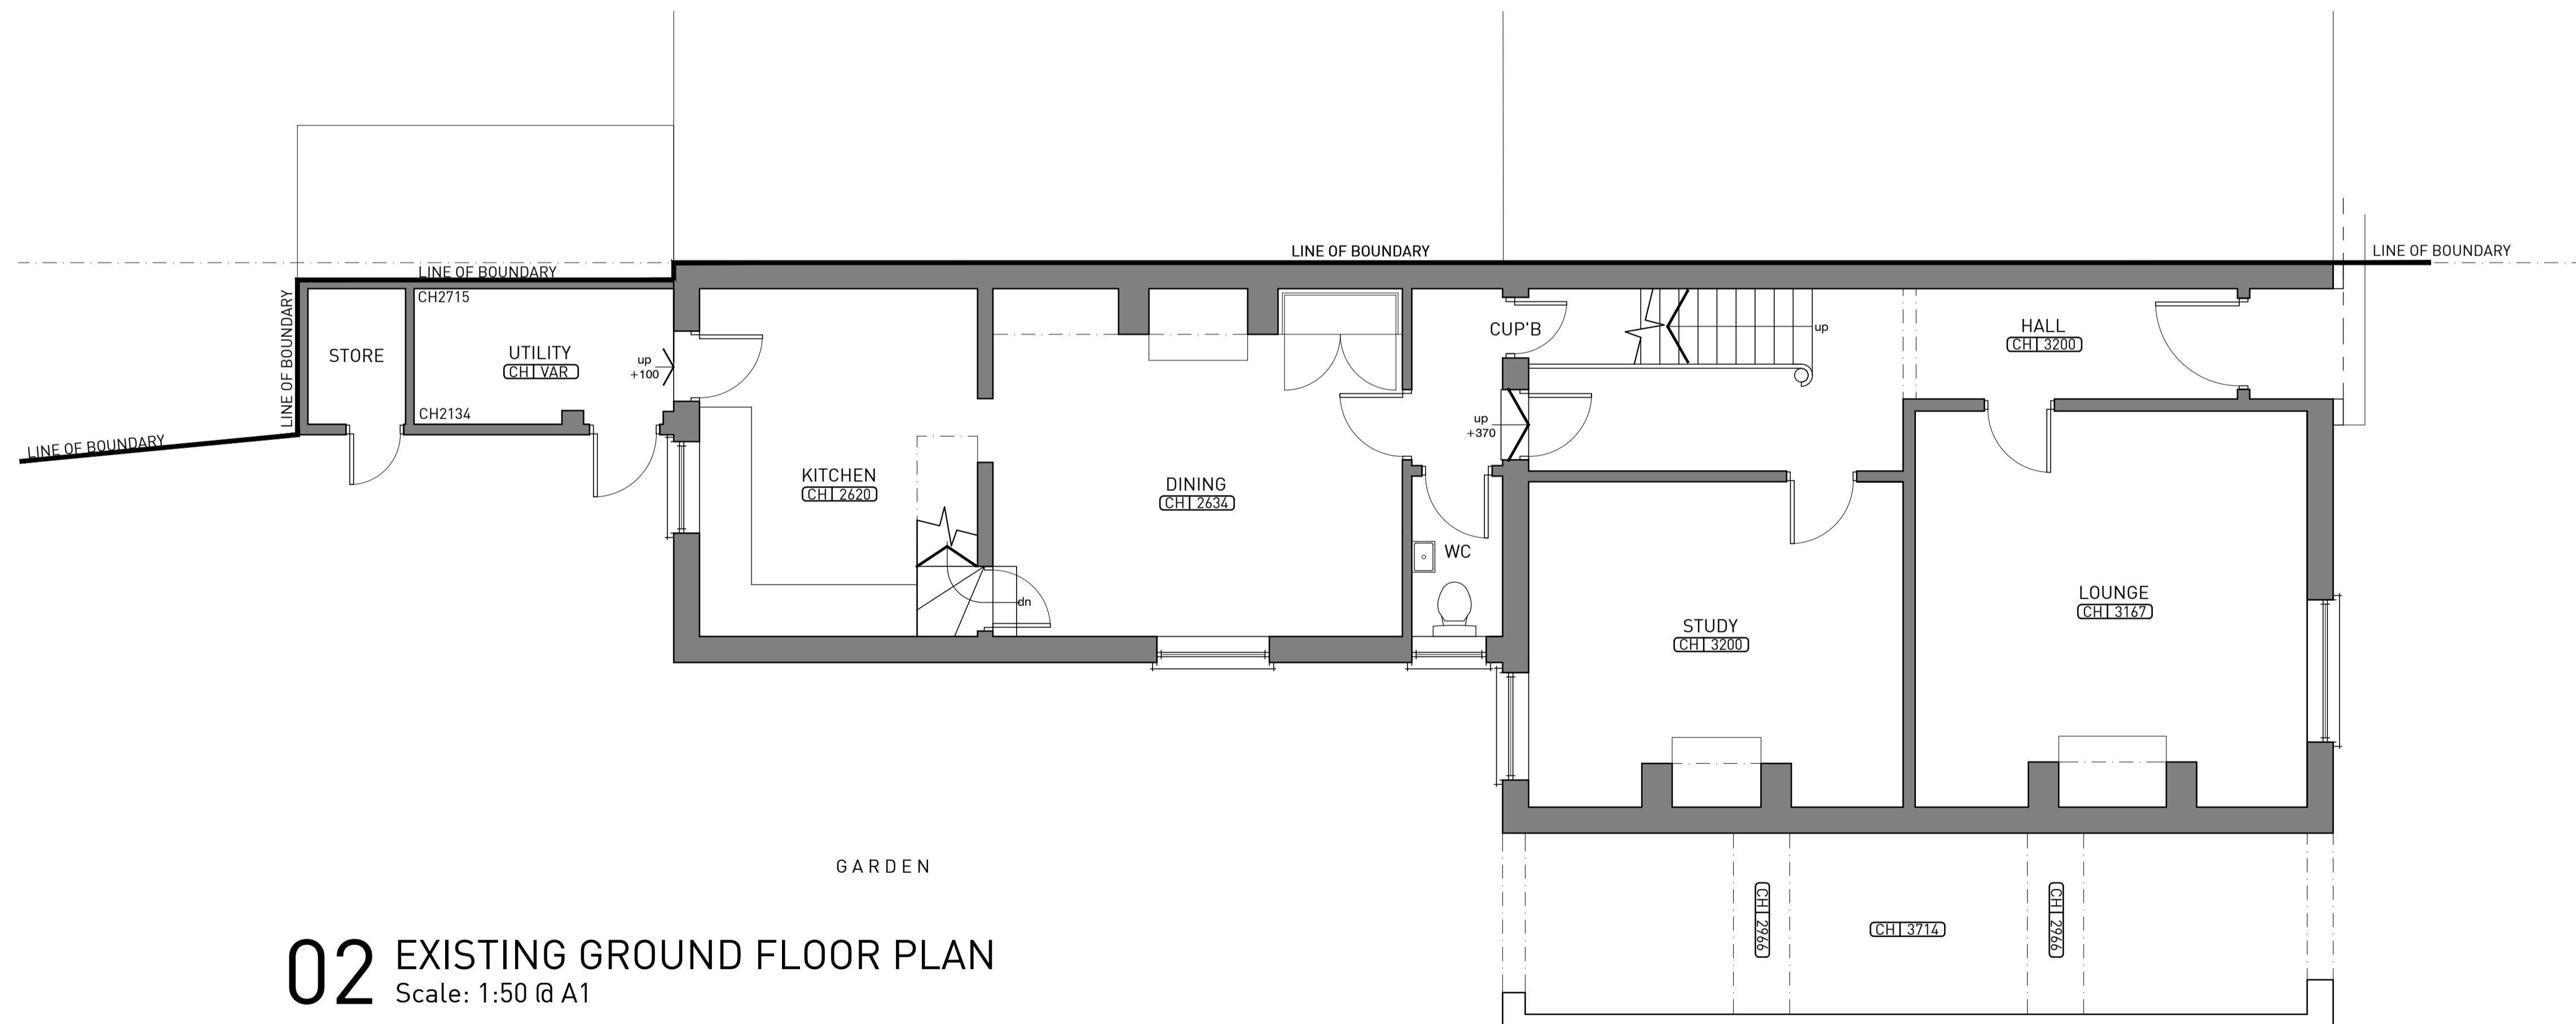 LINE OF BOUNDARY
LINE OF BOUNDARY
LINE OF BOUNDARY
CH2715
LINE OF BOUNDARY
STORE
UTILITY
CH VAR
up
+100
CH2134
LINE OF BOUNDARY
KITCHEN
CH 2620
DINING
CH 2634
dn
CUP'B
up
+370
WC
up
HALL
CH 3200
STUDY
CH 3200
LOUNGE
CH 3167
GARDEN
CH 2966
CH 3714
CH 2966
02
EXISTING GROUND FLOOR PLAN
Scale: 1:50 @ A1